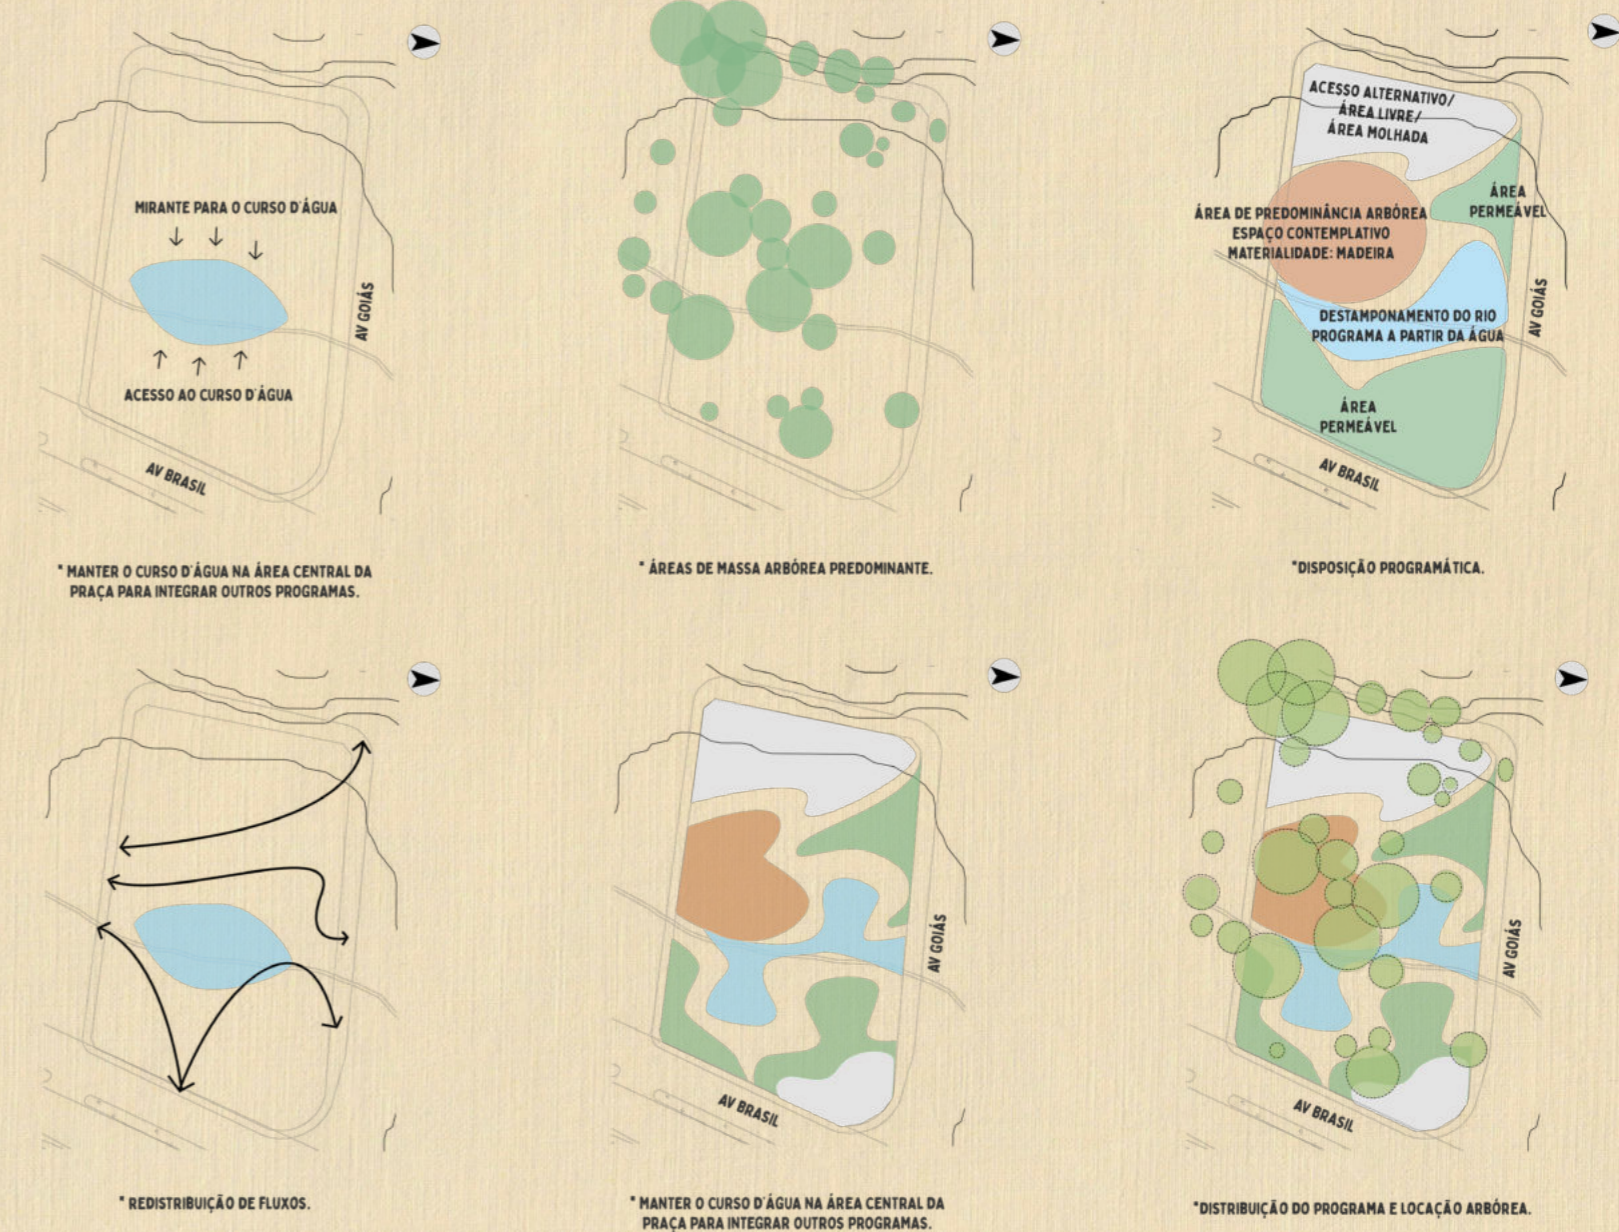 MIRANTE PARA O CURSO D'ÁGUA
AV GOIÁS
ACESSO AO CURSO D'ÁGUA
AV BRASIL
* MANTER O CURSO D'ÁGUA NA ÁREA CENTRAL DA
PRAÇA PARA INTEGRAR OUTROS PROGRAMAS.
* ÁREAS DE MASSA ARBÓREA PREDOMINANTE.
ACESSO ALTERNATIVO/
ÁREA LIVRE/
ÁREA MOLHADA
ÁREA
PERMEÁVEL
ÁREA DE PREDOMINÂNCIA ARBÓREA
ESPAÇO CONTEMPLATIVO
MATERIALIDADE: MADEIRA
DESTAMPONAMENTO DO RIO
PROGRAMA A PARTIR DA ÁGUA
AV GOIÁS
ÁREA
PERMEÁVEL
AV BRASIL
*DISPOSIÇÃO PROGRAMÁTICA.
* REDISTRIBUIÇÃO DE FLUXOS.
AV GOIÁS
AV BRASIL
* MANTER O CURSO D'ÁGUA NA ÁREA CENTRAL DA
PRAÇA PARA INTEGRAR OUTROS PROGRAMAS.
AV GOIÁS
AV BRASIL
*DISTRIBUIÇÃO DO PROGRAMA E LOCAÇÃO ARBÓREA.